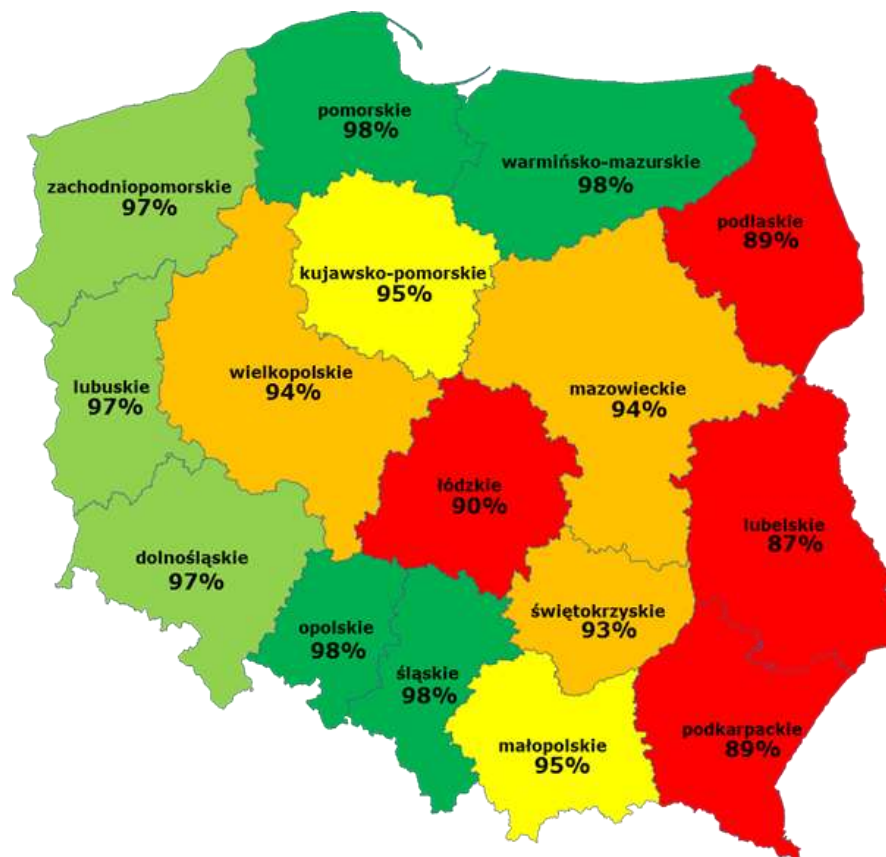 pomorskie
98%
warmińsko-mazurskie
98%
zachodniopomorskie
97%
podlaskie
89%
kujawsko-pomorskie
95%
wielkopolskie
94%
mazowieckie
94%
lubuskie
97%
łódzkie
90%
lubelskie
87%
dolnośląskie
97%
świętokrzyskie
93%
opolskie
98%
śląskie
98%
podkarpackie
89%
małopolskie
95%